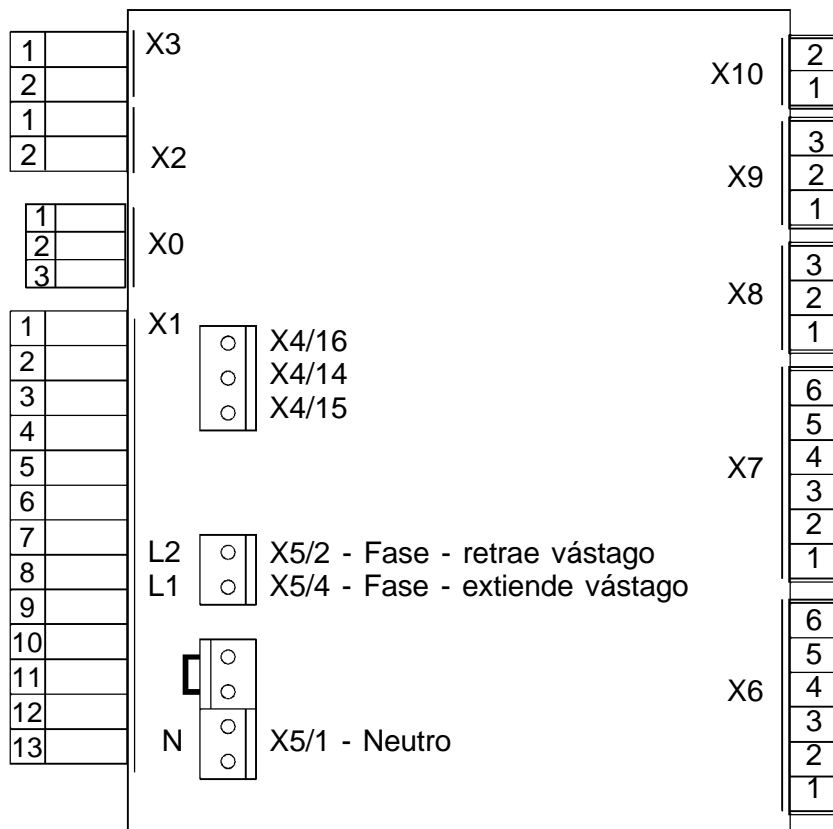 1 X3
2
1
2 X2
1
2 X0
3
1 X1
2
3
4
5
6
7
8
9
10
11
12
13
X4/16
X4/14
X4/15
L2 X5/2 - Fase - retrae vástago
L1 X5/4 - Fase - extiende vástago
N X5/1 - Neutro
X10
2
1
X9
3
2
1
X8
3
2
1
X7
6
5
4
3
2
1
X6
6
5
4
3
2
1